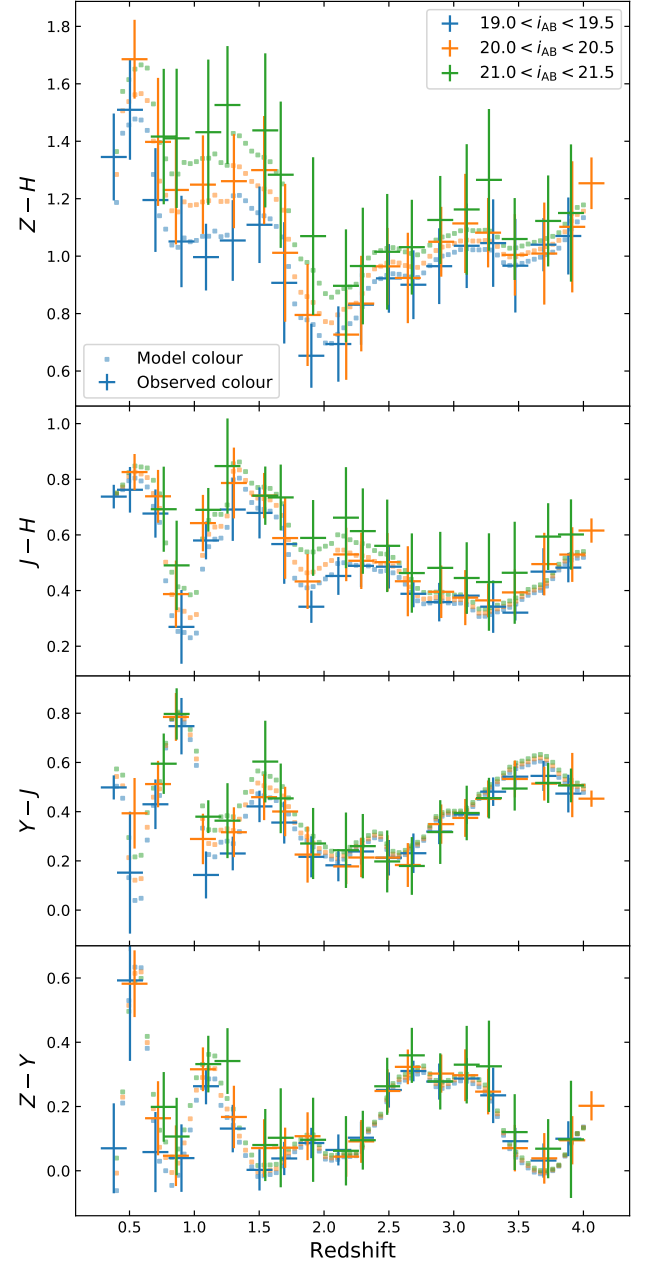 19.0 < i_AB < 19.5
20.0 < i_AB < 20.5
21.0 < i_AB < 21.5
Z − H
1.8
1.6
1.4
1.2
1.0
0.8
0.6
Model colour
Observed colour
J − H
1.0
0.8
0.6
0.4
0.2
Y − J
0.8
0.6
0.4
0.2
0.0
Z − Y
0.6
0.4
0.2
0.0
0.5 1.0 1.5 2.0 2.5 3.0 3.5 4.0
Redshift